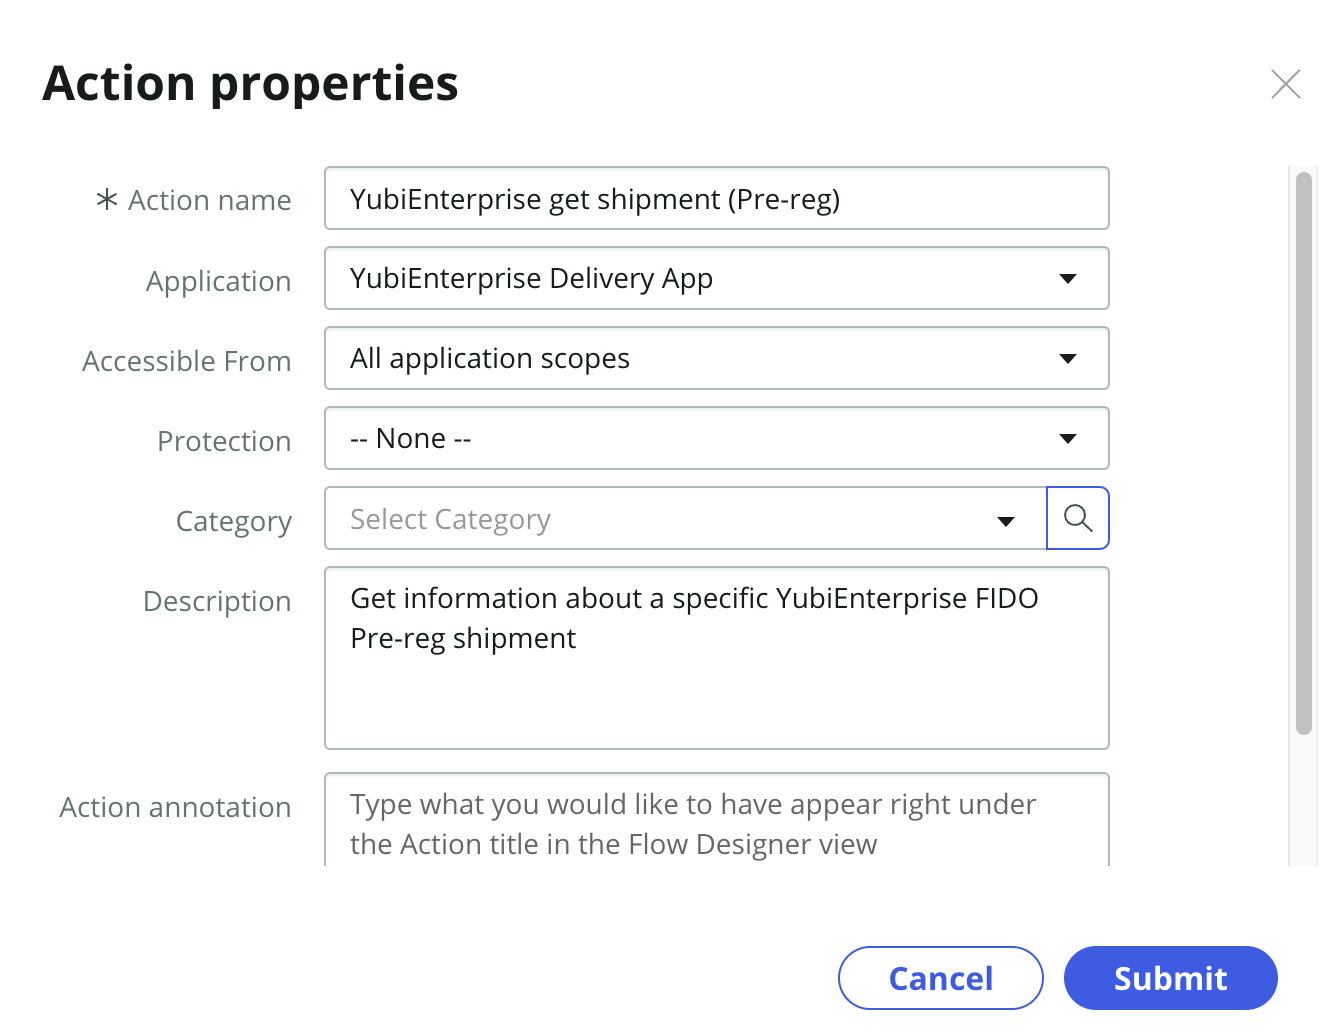 Action properties
* Action name
YubiEnterprise get shipment (Pre-reg)
Application
YubiEnterprise Delivery App
Accessible From
All application scopes
Protection
-- None --
Category
Select Category
Description
Get information about a specific YubiEnterprise FIDO
Pre-reg shipment
Action annotation
Type what you would like to have appear right under
the Action title in the Flow Designer view
Cancel
Submit